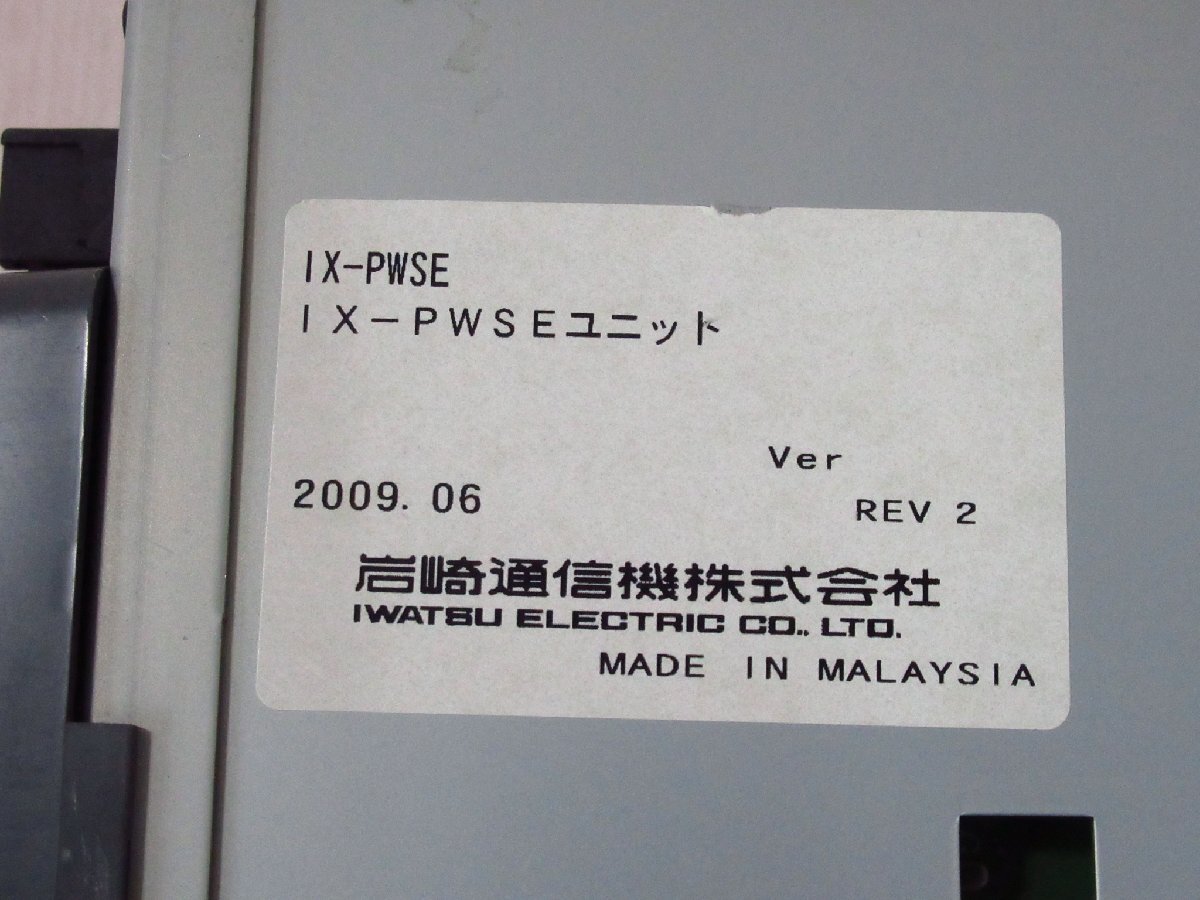 IX-PWSE
ＩＸ－ＰＷＳＥユニット
Ver
2009. 06
REV 2
岩崎通信機株式会社
IWATSU ELECTRIC CO., LTD.
MADE IN MALAYSIA